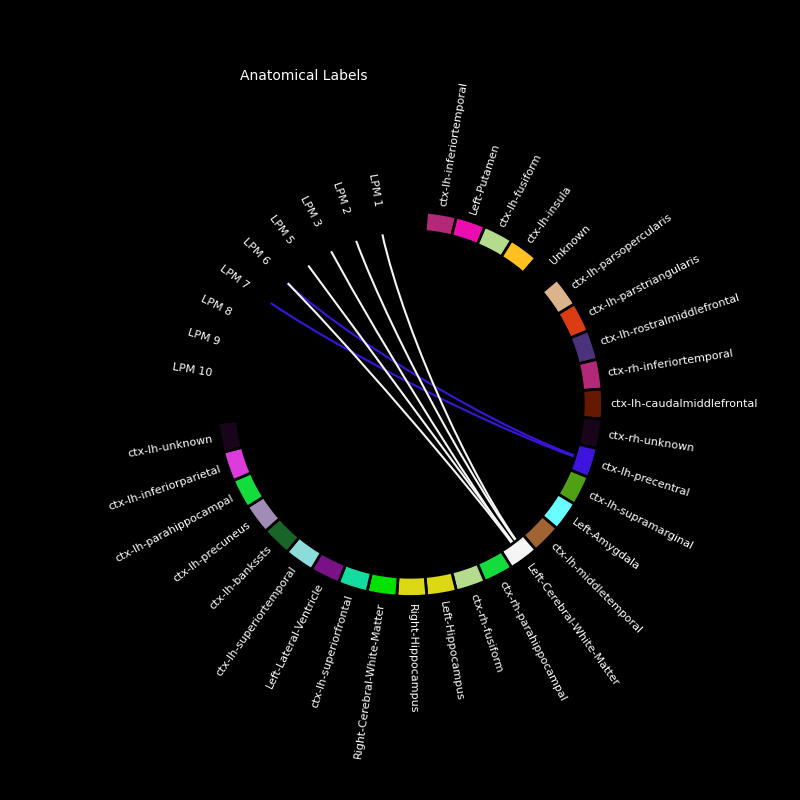 Anatomical Labels
ctx-lh-inferiortemporal
Left-Putamen
ctx-lh-fusiform
ctx-lh-insula
Unknown
ctx-lh-parsopercularis
ctx-lh-parstriangularis
ctx-lh-rostralmiddlefrontal
ctx-rh-inferiortemporal
ctx-lh-caudalmiddlefrontal
ctx-rh-unknown
ctx-lh-precentral
ctx-lh-supramarginal
Left-Amygdala
ctx-lh-middletemporal
Left-Cerebral-White-Matter
ctx-rh-parahippocampal
ctx-rh-fusiform
Left-Hippocampus
Right-Hippocampus
Right-Cerebral-White-Matter
ctx-lh-superiorfrontal
Left-Lateral-Ventricle
ctx-lh-superiortemporal
ctx-lh-bankssts
ctx-lh-precuneus
ctx-lh-parahippocampal
ctx-lh-inferiorparietal
ctx-lh-unknown
LPM 10
LPM 9
LPM 8
LPM 7
LPM 6
LPM 5
LPM 3
LPM 2
LPM 1